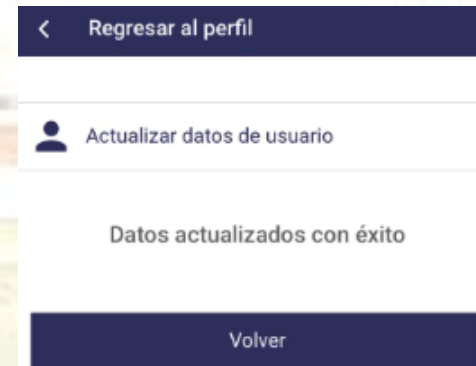 Regresar al perfil
Actualizar datos de usuario
Datos actualizados con éxito
Volver